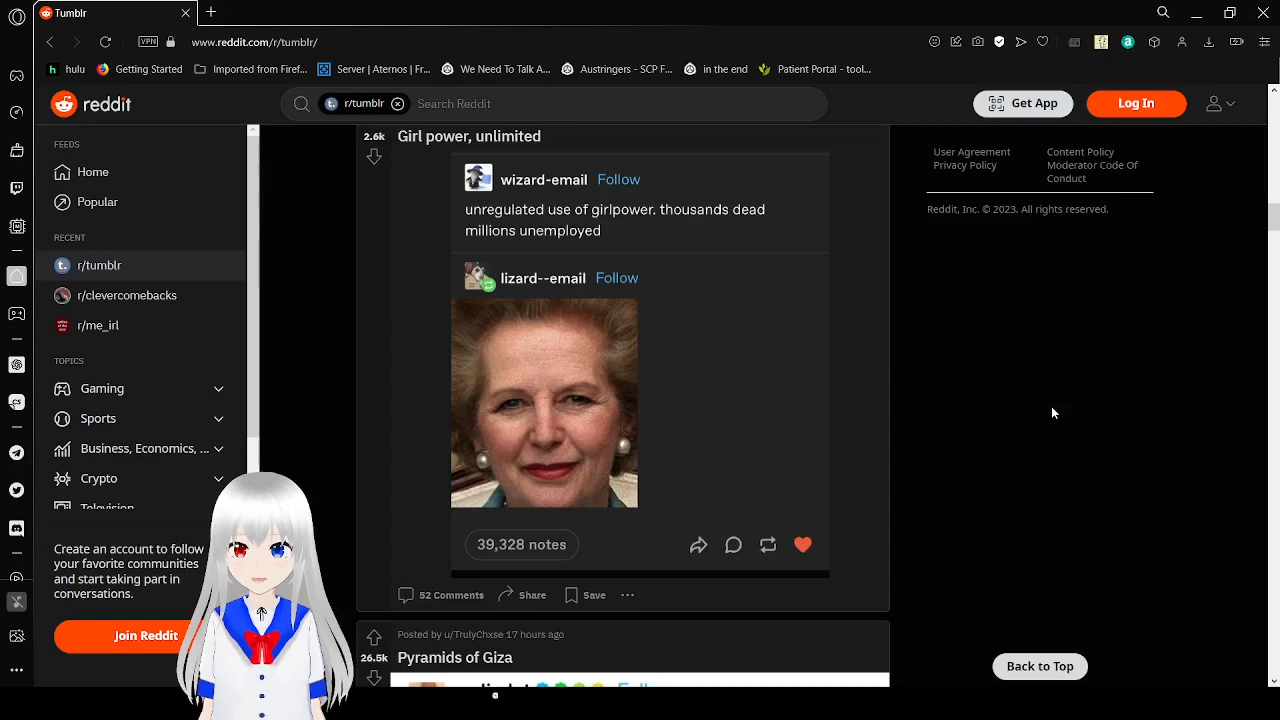 Tumblr
VPN
www.reddit.com/r/tumblr/
h hulu
Getting Started
Imported from Firef...
Server | Aternos | Fr...
We Need To Talk A...
Austringers - SCP F...
in the end
Patient Portal - tool...
reddit
r/tumblr
Search Reddit
Get App
Log In
FEEDS
Home
Popular
RECENT
r/tumblr
r/clevercomebacks
r/me_irl
TOPICS
Gaming
Sports
Business, Economics, ...
Crypto
Television
Create an account to follow
your favorite communities
and start taking part in
conversations.
Join Reddit
2.6k
Girl power, unlimited
wizard-email Follow
unregulated use of girlpower. thousands dead
millions unemployed
lizard--email Follow
39,328 notes
52 Comments
Share
Save
Posted by u/TrulyChxse 17 hours ago
26.5k
Pyramids of Giza
User Agreement
Privacy Policy
Content Policy
Moderator Code Of
Conduct
Reddit, Inc. © 2023. All rights reserved.
Back to Top